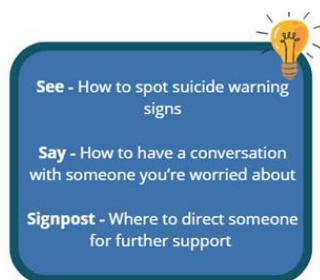 See - How to spot suicide warning
signs
Say - How to have a conversation
with someone you're worried about
Signpost - Where to direct someone
for further support